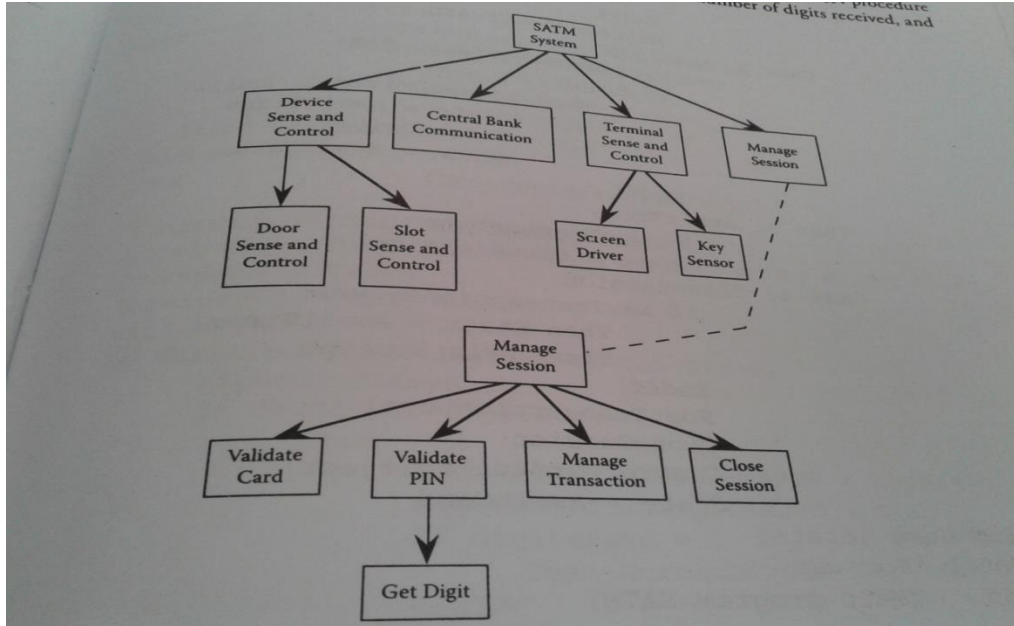 procedure
number of digits received, and
SATM
System
Device
Sense and
Control
Central Bank
Communication
Terminal
Sense and
Control
Manage
Session
Door
Sense and
Control
Slot
Sense and
Control
Screen
Driver
Key
Sensor
Manage
Session
Validate
Card
Validate
PIN
Manage
Transaction
Close
Session
Get Digit